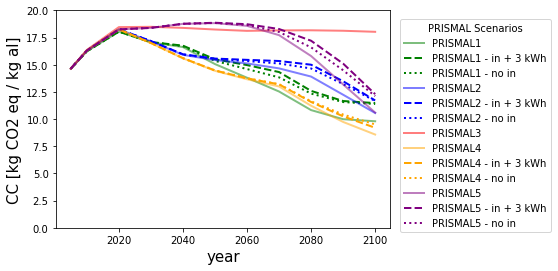 20.0
17.5
15.0
12.5
10.0
7.5
5.0
2.5
0.0
CC [kg CO2 eq / kg al]
2020
2040
2060
2080
2100
year
PRISMAL Scenarios
PRISMAL1
PRISMAL1 - in + 3 kWh
PRISMAL1 - no in
PRISMAL2
PRISMAL2 - in + 3 kWh
PRISMAL2 - no in
PRISMAL3
PRISMAL4
PRISMAL4 - in + 3 kWh
PRISMAL4 - no in
PRISMAL5
PRISMAL5 - in + 3 kWh
PRISMAL5 - no in